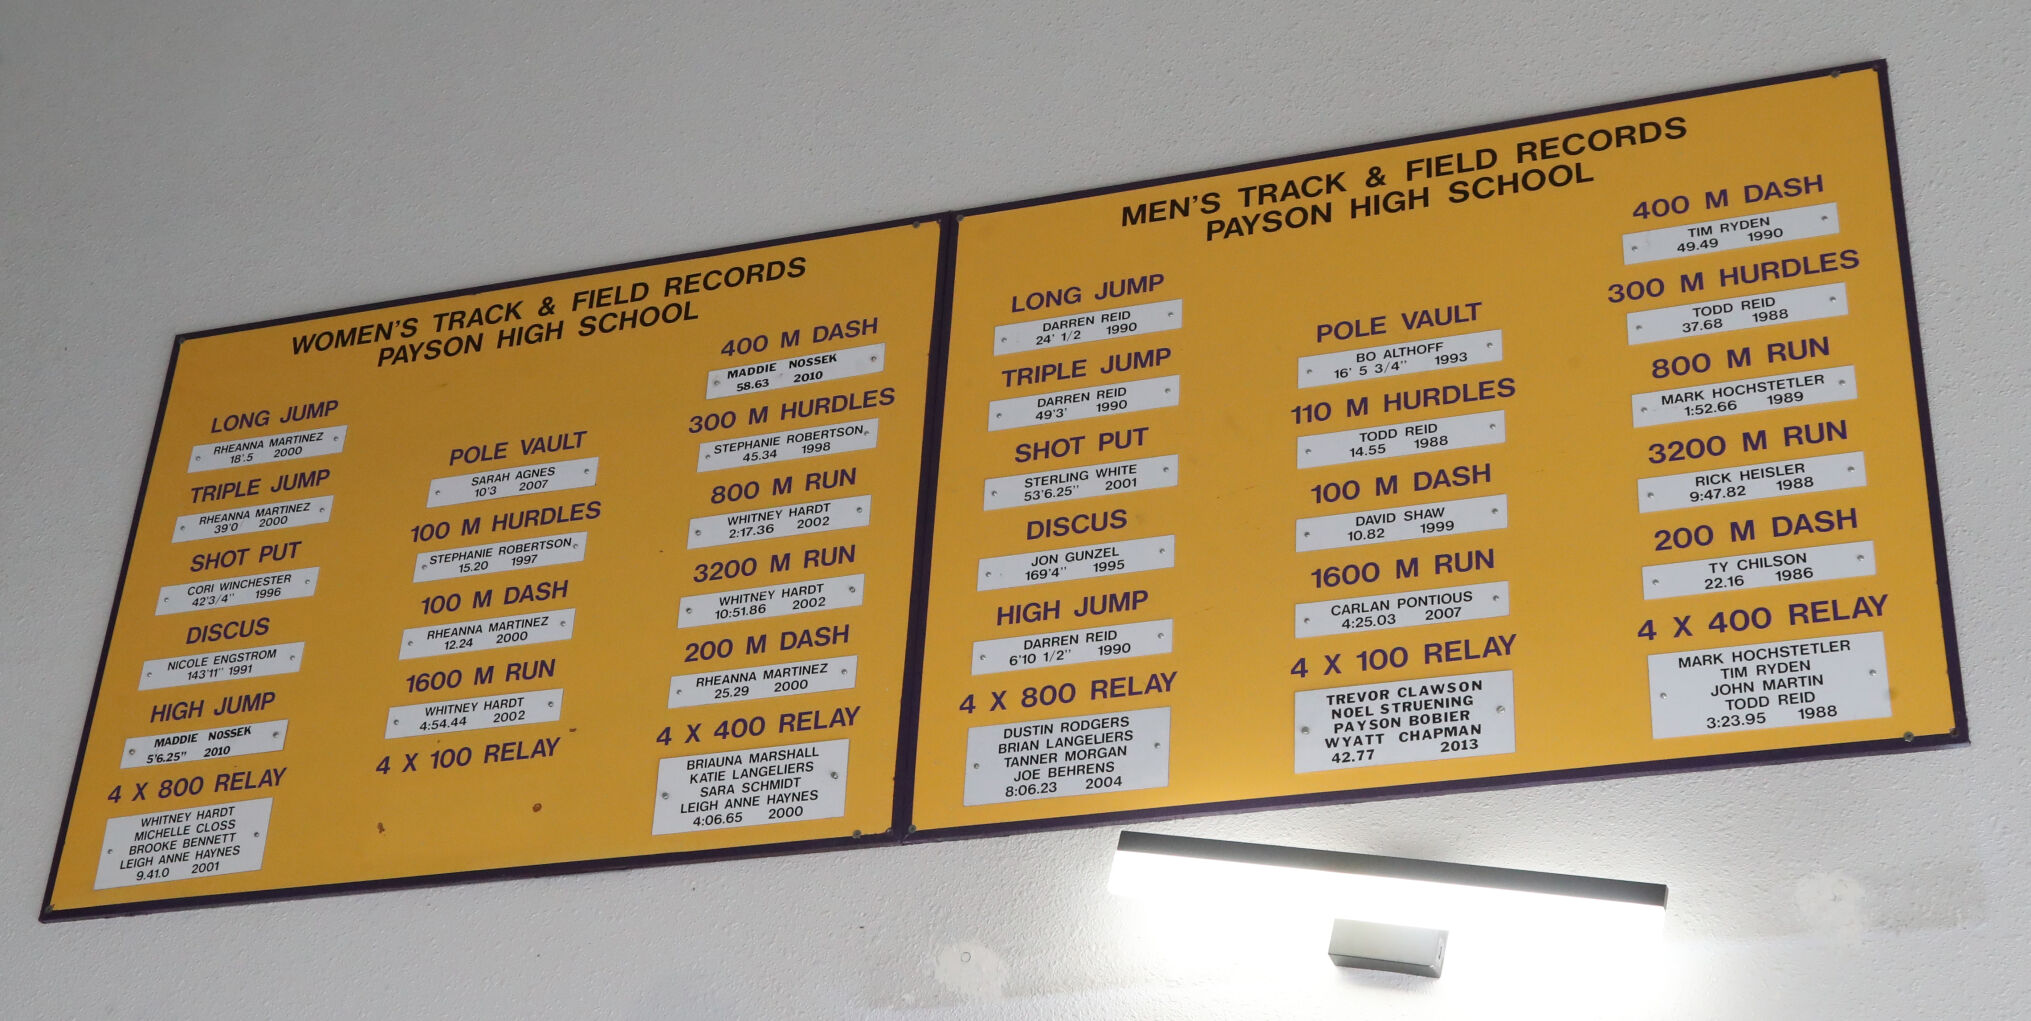 WOMEN'S TRACK & FIELD RECORDS
PAYSON HIGH SCHOOL
LONG JUMP
RHEANNA MARTINEZ
18'.5 2000
TRIPLE JUMP
RHEANNA MARTINEZ
39'0 2000
SHOT PUT
CORI WINCHESTER
42'3/4" 1996
DISCUS
NICOLE ENGSTROM
143'11" 1991
HIGH JUMP
MADDIE NOSSEK
5'6.25" 2010
4 X 800 RELAY
WHITNEY HARDT
MICHELLE CLOSS
BROOKE BENNETT
LEIGH ANNE HAYNES
9.41.0 2001
POLE VAULT
SARAH AGNES
10'3 2007
100 M HURDLES
STEPHANIE ROBERTSON
15.20 1997
100 M DASH
RHEANNA MARTINEZ
12.24 2000
1600 M RUN
WHITNEY HARDT
4:54.44 2002
4 X 100 RELAY
400 M DASH
MADDIE NOSSEK
58.63 2010
300 M HURDLES
STEPHANIE ROBERTSON
45.34 1998
800 M RUN
WHITNEY HARDT
2:17.36 2002
3200 M RUN
WHITNEY HARDT
10:51.86 2002
200 M DASH
RHEANNA MARTINEZ
25.29 2000
4 X 400 RELAY
BRIAUNA MARSHALL
KATIE LANGELIERS
SARA SCHMIDT
LEIGH ANNE HAYNES
4:06.65 2000
MEN'S TRACK & FIELD RECORDS
PAYSON HIGH SCHOOL
LONG JUMP
DARREN REID
24' 1/2 1990
TRIPLE JUMP
DARREN REID
49'3' 1990
SHOT PUT
STERLING WHITE
53'6.25" 2001
DISCUS
JON GUNZEL
169'4" 1995
HIGH JUMP
DARREN REID
6'10 1/2" 1990
4 X 800 RELAY
DUSTIN RODGERS
BRIAN LANGELIERS
TANNER MORGAN
JOE BEHRENS
8:06.23 2004
POLE VAULT
BO ALTHOFF
16' 5 3/4" 1993
110 M HURDLES
TODD REID
14.55 1988
100 M DASH
DAVID SHAW
10.82 1999
1600 M RUN
CARLAN PONTIOUS
4:25.03 2007
4 X 100 RELAY
TREVOR CLAWSON
NOEL STRUENING
PAYSON BOBIER
WYATT CHAPMAN
42.77 2013
400 M DASH
TIM RYDEN
49.49 1990
300 M HURDLES
TODD REID
37.68 1988
800 M RUN
MARK HOCHSTETLER
1:52.66 1989
3200 M RUN
RICK HEISLER
9:47.82 1988
200 M DASH
TY CHILSON
22.16 1986
4 X 400 RELAY
MARK HOCHSTETLER
TIM RYDEN
JOHN MARTIN
TODD REID
3:23.95 1988